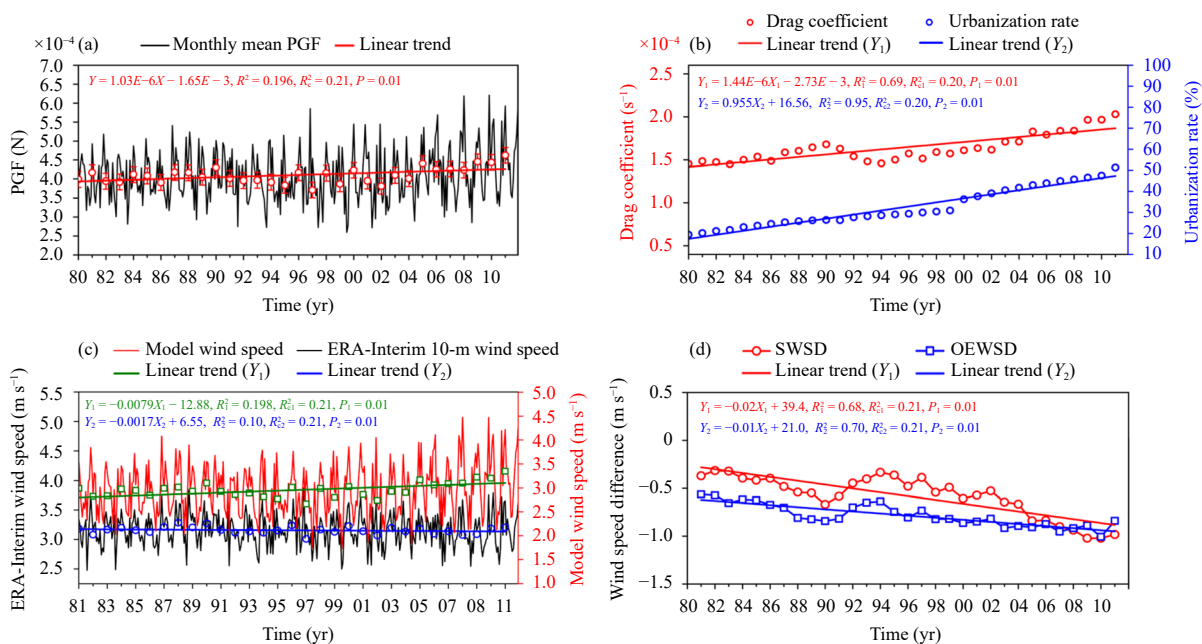 ×10⁻⁴ (a) Monthly mean PGF Linear trend
Y = 1.03E−6X − 1.65E − 3, R² = 0.196, R²c = 0.21, P = 0.01
7.0
6.5
6.0
5.5
5.0
4.5
4.0
3.5
3.0
2.5
2.0
PGF (N)
80 82 84 86 88 90 92 94 96 98 00 02 04 06 08 10
Time (yr)
Drag coefficient Urbanization rate
×10⁻⁴ (b) Linear trend (Y₁) Linear trend (Y₂)
Y₁ = 1.44E−6X₁ − 2.73E − 3, R²₁ = 0.69, R²c1 = 0.20, P₁ = 0.01
Y₂ = 0.955X₂ + 16.56, R²₂ = 0.95, R²c2 = 0.20, P₂ = 0.01
2.5
2.0
1.5
1.0
0.5
Drag coefficient (s⁻¹)
100
90
80
70
60
50
40
30
20
10
Urbanization rate (%)
80 82 84 86 88 90 92 94 96 98 00 02 04 06 08 10
Time (yr)
(c) Model wind speed ERA-Interim 10-m wind speed
Linear trend (Y₁) Linear trend (Y₂)
Y₁ = −0.0079X₁ − 12.88, R²₁ = 0.198, R²c1 = 0.21, P₁ = 0.01
Y₂ = −0.0017X₂ + 6.55, R²₂ = 0.10, R²c2 = 0.21, P₂ = 0.01
5.5
5.0
4.5
4.0
3.5
3.0
2.5
ERA-Interim wind speed (m s⁻¹)
5.0
4.5
4.0
3.5
3.0
2.5
2.0
1.5
1.0
Model wind speed (m s⁻¹)
81 83 85 87 89 91 93 95 97 99 01 03 05 07 09 11
Time (yr)
(d) SWSD OEWSD
Linear trend (Y₁) Linear trend (Y₂)
Y₁ = −0.02X₁ + 39.4, R²₁ = 0.68, R²c1 = 0.21, P₁ = 0.01
Y₂ = −0.01X₂ + 21.0, R²₂ = 0.70, R²c2 = 0.21, P₂ = 0.01
0.5
0
−0.5
−1.0
−1.5
Wind speed difference (m s⁻¹)
80 82 84 86 88 90 92 94 96 98 00 02 04 06 08 10
Time (yr)